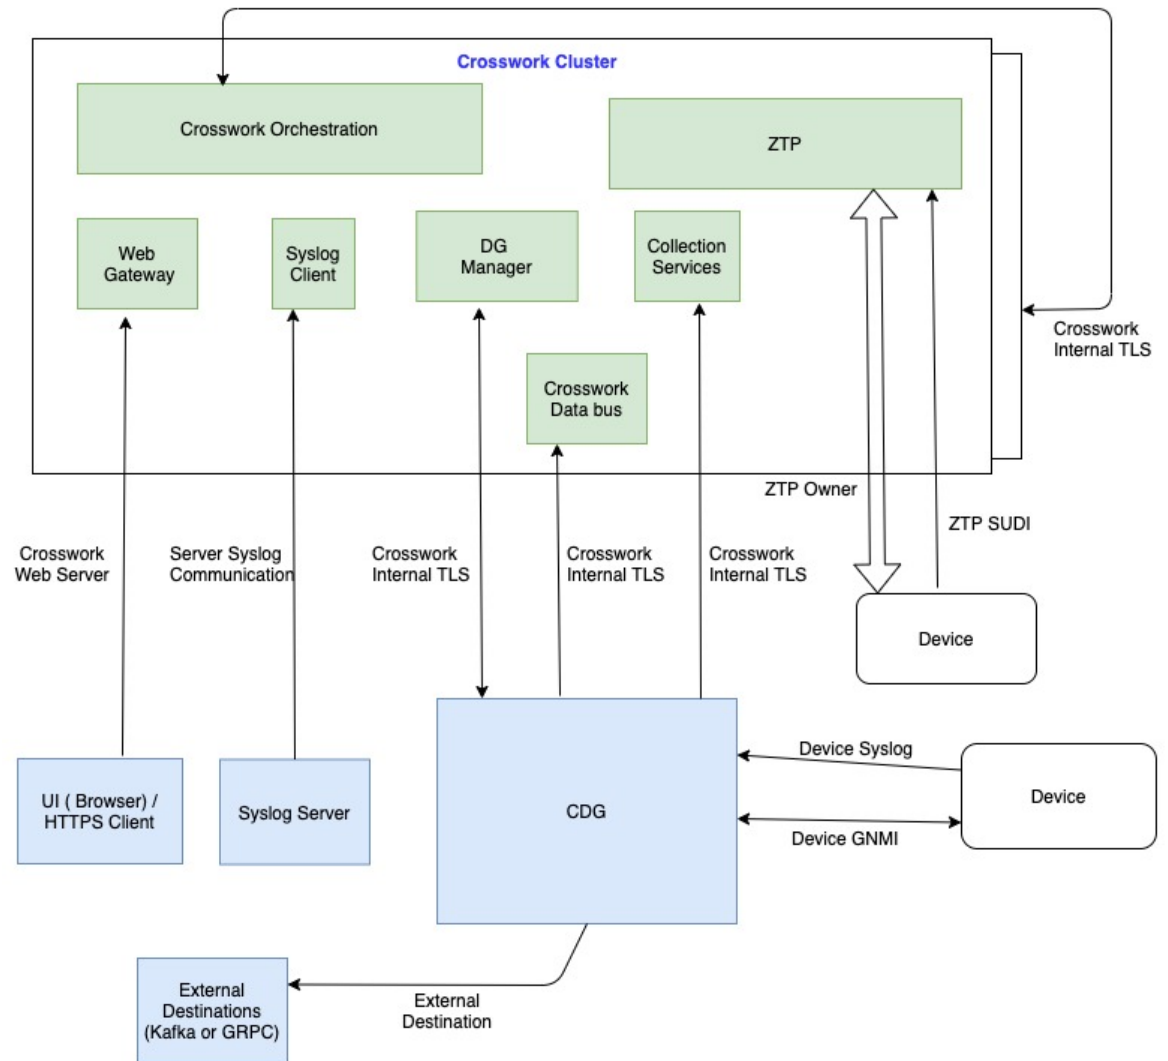 Crosswork Cluster
Crosswork Orchestration
ZTP
Web
Gateway
Syslog
Client
DG
Manager
Collection
Services
Crosswork
Internal TLS
Crosswork
Data bus
ZTP Owner
ZTP SUDI
Crosswork
Web Server
Server Syslog
Communication
Crosswork
Internal TLS
Crosswork
Internal TLS
Crosswork
Internal TLS
Device
UI ( Browser) /
HTTPS Client
Syslog Server
CDG
Device Syslog
Device GNMI
Device
External
Destinations
(Kafka or GRPC)
External
Destination